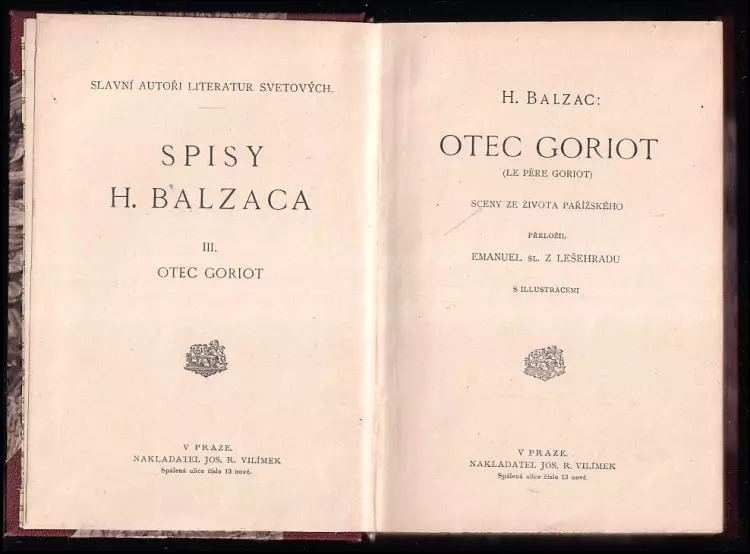 SLAVNÍ AUTOŘI LITERATUR SVETOVÝCH.
SPISY
H. BALZACA
III.
OTEC GORIOT
V PRAZE.
NAKLADATEL JOS. R. VILÍMEK
Spálená ulice číslo 13 nové.
H. BALZAC:
OTEC GORIOT
(LE PÈRE GORIOT)
SCENY ZE ŽIVOTA PAŘÍŽSKÉHO
PŘELOŽIL
EMANUEL šl. Z LEŠEHRADU
S ILLUSTRACEMI
V PRAZE.
NAKLADATEL JOS. R. VILÍMEK
Spálená ulice číslo 13 nové.